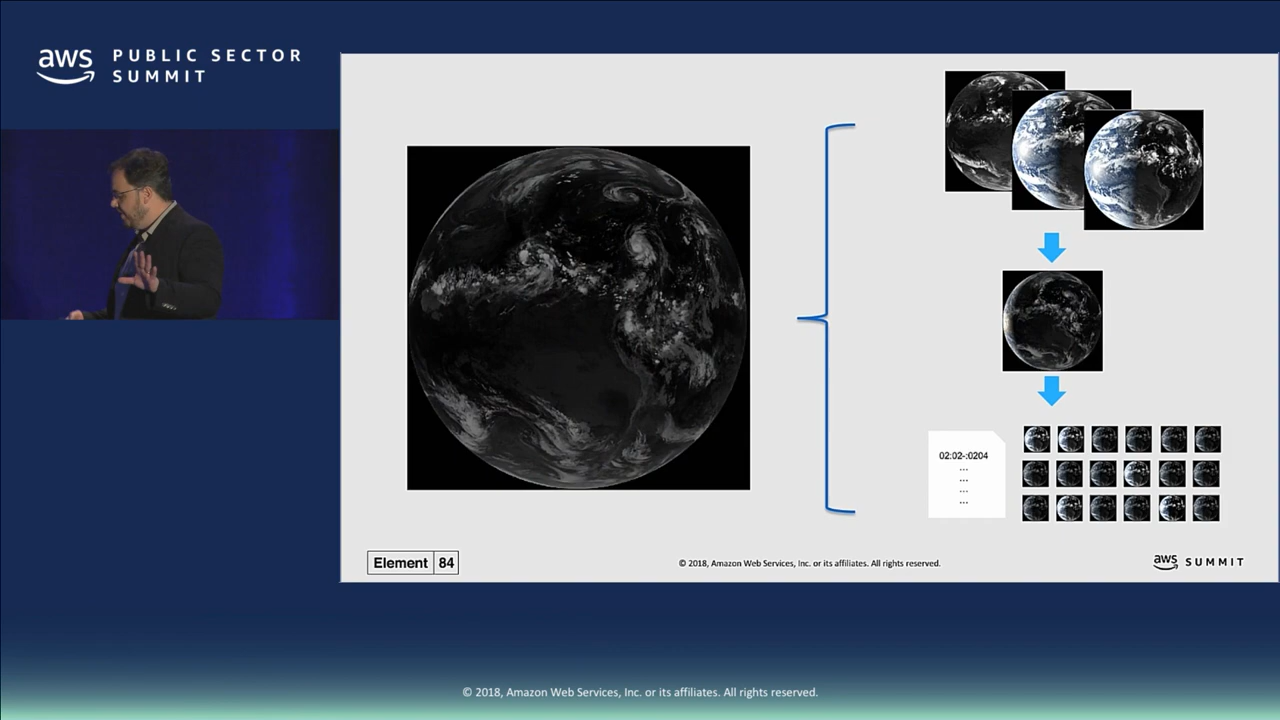 aws PUBLIC SECTOR
SUMMIT
02:02-:0204
...
...
...
...
Element 84
© 2018, Amazon Web Services, Inc. or its affiliates. All rights reserved.
aws SUMMIT
© 2018, Amazon Web Services, Inc. or its affiliates. All rights reserved.